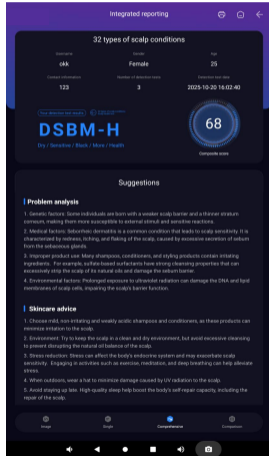 Integrated reporting
32 types of scalp conditions
Username
Gender
Age
okk
Female
25
Contact information
Number of detection items
Detection test date
123
3
2025-10-20 16:02:40
DSBM-H
Dry / Sensitive / Black / More / Health
68
Composite score
Suggestions
Problem analysis
1. Genetic factors: Some individuals are born with a weaker scalp barrier and a thinner stratum
corneum, making them more susceptible to external stimuli and sensitive reactions.
2. Medical factors: Seborrheic dermatitis is a common condition that leads to scalp sensitivity. It is
characterized by redness, itching, and flaking of the scalp, caused by excessive secretion of sebum
from the sebaceous glands.
3. Improper product use: Many shampoos, conditioners, and styling products contain irritating
ingredients. For example, sulfate-based surfactants have strong cleansing properties that can
excessively strip the scalp of its natural oils and damage the sebum barrier.
4. Environmental factors: Prolonged exposure to ultraviolet radiation can damage the DNA and lipid
membranes of scalp cells, impairing the scalp's barrier function.
Skincare advice
1. Choose mild, non-irritating and weakly acidic shampoos and conditioners, as these products can
minimize irritation to the scalp.
2. Environment: Try to keep the scalp in a clean and dry environment, but avoid excessive cleansing
to prevent disrupting the natural oil balance of the scalp.
3. Stress reduction: Stress can affect the body's endocrine system and may exacerbate scalp
sensitivity. Engaging in activities such as exercise, meditation, and deep breathing can help alleviate
stress.
4. When outdoors, wear a hat to minimize damage caused by UV radiation to the scalp.
5. Avoid staying up late. High-quality sleep help boost the body's self-repair capacity, including the
repair of the scalp.
Image
Single
Comprehensive
Comparison